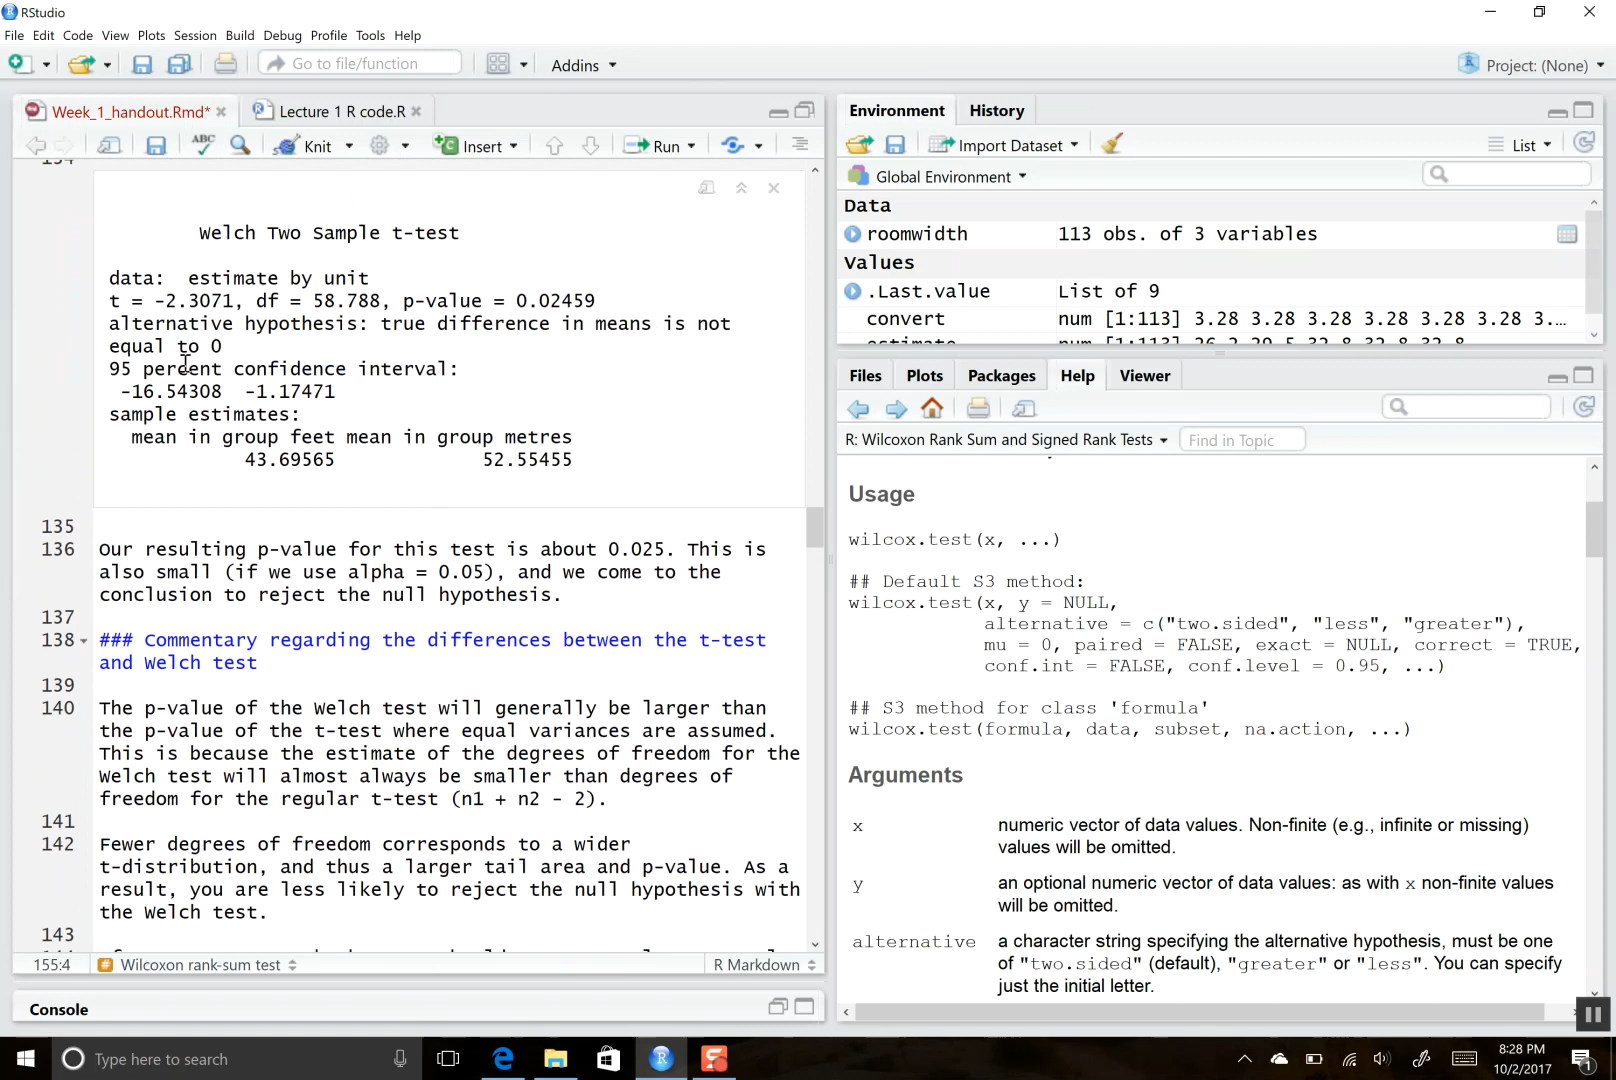 RStudio
File Edit Code View Plots Session Build Debug Profile Tools Help
Go to file/function Addins Project: (None)
Week_1_handout.Rmd* Lecture 1 R code.R
ABC Knit Insert Run
Welch Two Sample t-test
data: estimate by unit
t = -2.3071, df = 58.788, p-value = 0.02459
alternative hypothesis: true difference in means is not
equal to 0
95 percent confidence interval:
-16.54308 -1.17471
sample estimates:
mean in group feet mean in group metres
43.69565 52.55455
135
136 Our resulting p-value for this test is about 0.025. This is
also small (if we use alpha = 0.05), and we come to the
conclusion to reject the null hypothesis.
137
138 ### Commentary regarding the differences between the t-test
and Welch test
139
140 The p-value of the Welch test will generally be larger than
the p-value of the t-test where equal variances are assumed.
This is because the estimate of the degrees of freedom for the
Welch test will almost always be smaller than degrees of
freedom for the regular t-test (n1 + n2 - 2).
141
142 Fewer degrees of freedom corresponds to a wider
t-distribution, and thus a larger tail area and p-value. As a
result, you are less likely to reject the null hypothesis with
the Welch test.
143
155:4 Wilcoxon rank-sum test R Markdown
Console
Environment History
Import Dataset List
Global Environment
Data
roomwidth 113 obs. of 3 variables
Values
.Last.value List of 9
convert num [1:113] 3.28 3.28 3.28 3.28 3.28 3.28 3....
Files Plots Packages Help Viewer
R: Wilcoxon Rank Sum and Signed Rank Tests Find in Topic
Usage
wilcox.test(x, ...)
## Default S3 method:
wilcox.test(x, y = NULL,
alternative = c("two.sided", "less", "greater"),
mu = 0, paired = FALSE, exact = NULL, correct = TRUE,
conf.int = FALSE, conf.level = 0.95, ...)
## S3 method for class 'formula'
wilcox.test(formula, data, subset, na.action, ...)
Arguments
x numeric vector of data values. Non-finite (e.g., infinite or missing)
values will be omitted.
y an optional numeric vector of data values: as with x non-finite values
will be omitted.
alternative a character string specifying the alternative hypothesis, must be one
of "two.sided" (default), "greater" or "less". You can specify
just the initial letter.
Type here to search
8:28 PM
10/2/2017
1